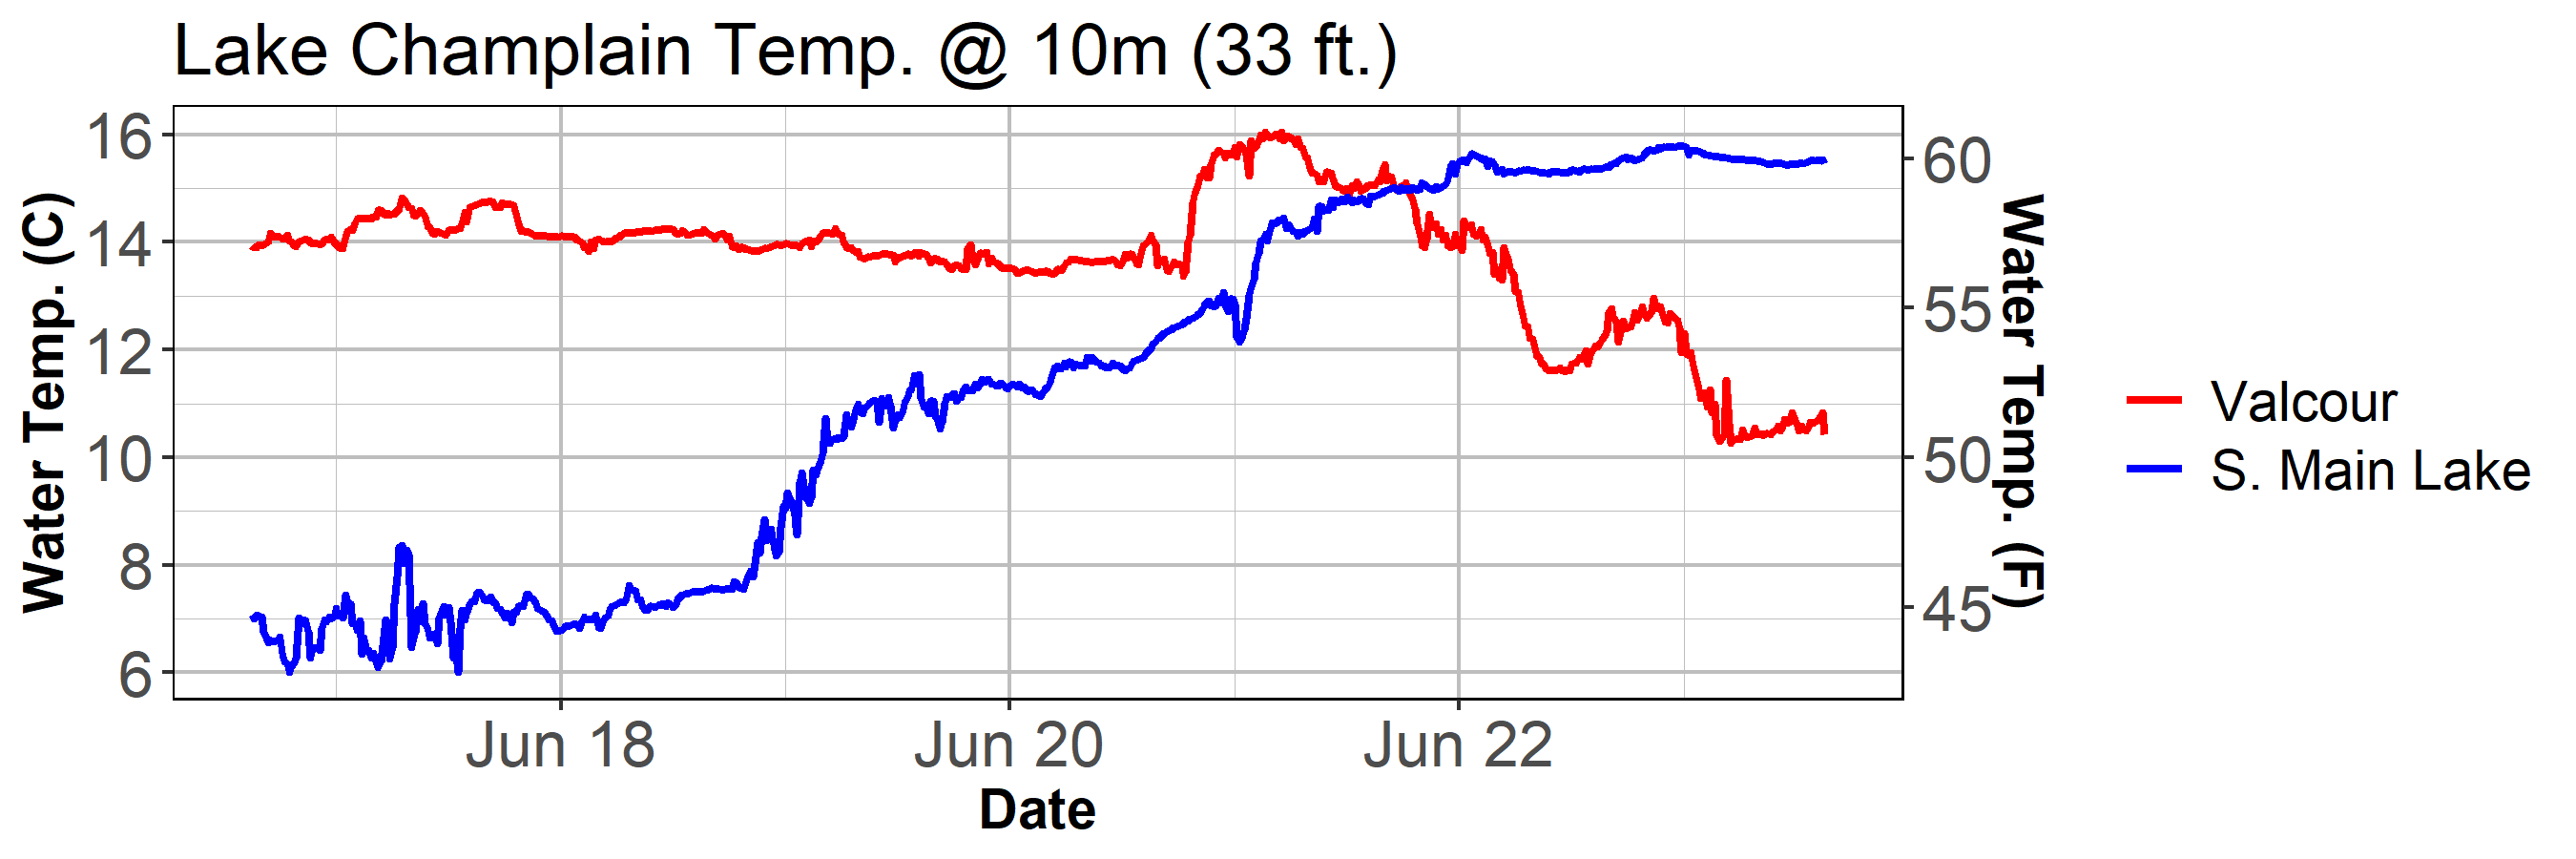 Lake Champlain Temp. @ 10m (33 ft.)
Water Temp. (C)
16
14
12
10
8
6
60
55
50
45
Water Temp. (F)
Jun 18
Jun 20
Jun 22
Date
Valcour
S. Main Lake